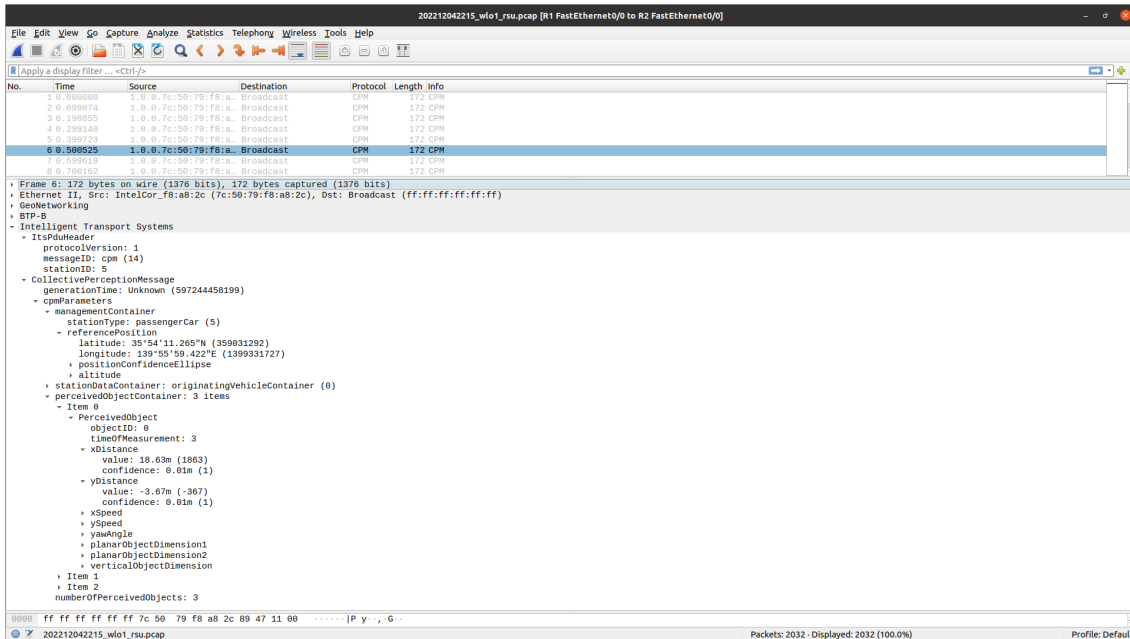 202212042215_wlo1_rsu.pcap [R1 FastEthernet0/0 to R2 FastEthernet0/0]
File Edit View Go Capture Analyze Statistics Telephony Wireless Tools Help
Apply a display filter ... <Ctrl-/>
No. Time Source Destination Protocol Length Info
1 0.000000 1.0.0.7c:50:79:f8:a… Broadcast CPM 172 CPM
2 0.099074 1.0.0.7c:50:79:f8:a… Broadcast CPM 172 CPM
3 0.198855 1.0.0.7c:50:79:f8:a… Broadcast CPM 172 CPM
4 0.299140 1.0.0.7c:50:79:f8:a… Broadcast CPM 172 CPM
5 0.399723 1.0.0.7c:50:79:f8:a… Broadcast CPM 172 CPM
6 0.500525 1.0.0.7c:50:79:f8:a… Broadcast CPM 172 CPM
7 0.599619 1.0.0.7c:50:79:f8:a… Broadcast CPM 172 CPM
8 0.700162 1.0.0.7c:50:79:f8:a… Broadcast CPM 172 CPM
Frame 6: 172 bytes on wire (1376 bits), 172 bytes captured (1376 bits)
Ethernet II, Src: IntelCor_f8:a8:2c (7c:50:79:f8:a8:2c), Dst: Broadcast (ff:ff:ff:ff:ff:ff)
GeoNetworking
BTP-B
Intelligent Transport Systems
ItsPduHeader
protocolVersion: 1
messageID: cpm (14)
stationID: 5
CollectivePerceptionMessage
generationTime: Unknown (597244458199)
cpmParameters
managementContainer
stationType: passengerCar (5)
referencePosition
latitude: 35°54'11.265"N (359031292)
longitude: 139°55'59.422"E (1399331727)
positionConfidenceEllipse
altitude
stationDataContainer: originatingVehicleContainer (0)
perceivedObjectContainer: 3 items
Item 0
PerceivedObject
objectID: 0
timeOfMeasurement: 3
xDistance
value: 18.63m (1863)
confidence: 0.01m (1)
yDistance
value: -3.67m (-367)
confidence: 0.01m (1)
xSpeed
ySpeed
yawAngle
planarObjectDimension1
planarObjectDimension2
verticalObjectDimension
Item 1
Item 2
numberOfPerceivedObjects: 3
0000 ff ff ff ff ff ff 7c 50 79 f8 a8 2c 89 47 11 00 ······|P y··,·G··
202212042215_wlo1_rsu.pcap Packets: 2032 · Displayed: 2032 (100.0%) Profile: Defau